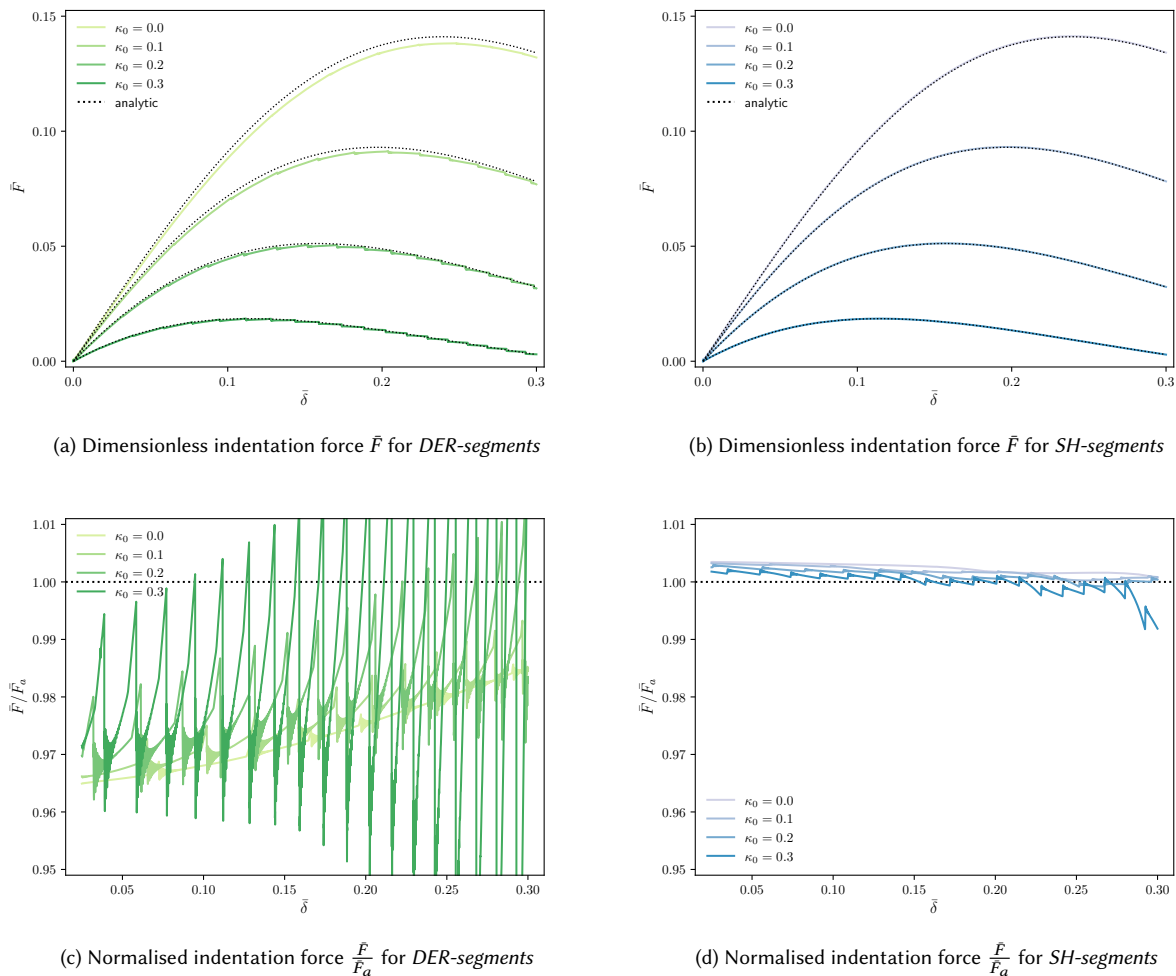 0.15
0.10
0.05
0.00
F̄
κ₀ = 0.0
κ₀ = 0.1
κ₀ = 0.2
κ₀ = 0.3
analytic
0.0
0.1
0.2
0.3
δ̄
(a) Dimensionless indentation force F̄ for DER-segments
0.15
0.10
0.05
0.00
F̄
κ₀ = 0.0
κ₀ = 0.1
κ₀ = 0.2
κ₀ = 0.3
analytic
0.0
0.1
0.2
0.3
δ̄
(b) Dimensionless indentation force F̄ for SH-segments
1.01
1.00
0.99
0.98
0.97
0.96
0.95
F̄/F̄ₐ
κ₀ = 0.0
κ₀ = 0.1
κ₀ = 0.2
κ₀ = 0.3
0.05
0.10
0.15
0.20
0.25
0.30
δ̄
(c) Normalised indentation force F̄/F̄ₐ for DER-segments
1.01
1.00
0.99
0.98
0.97
0.96
0.95
F̄/F̄ₐ
κ₀ = 0.0
κ₀ = 0.1
κ₀ = 0.2
κ₀ = 0.3
0.05
0.10
0.15
0.20
0.25
0.30
δ̄
(d) Normalised indentation force F̄/F̄ₐ for SH-segments